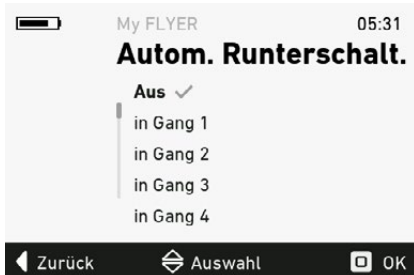 My FLYER 05:31
Autom. Runterschalt.
Aus
in Gang 1
in Gang 2
in Gang 3
in Gang 4
Zurück Auswahl OK